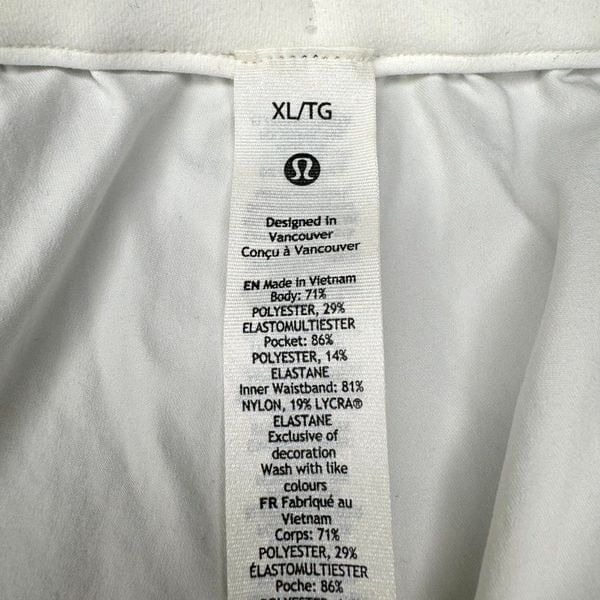 XL/TG
Designed in
Vancouver
Conçu à Vancouver
EN Made in Vietnam
Body: 71%
POLYESTER, 29%
ELASTOMULTIESTER
Pocket: 86%
POLYESTER, 14%
ELASTANE
Inner Waistband: 81%
NYLON, 19% LYCRA®
ELASTANE
Exclusive of
decoration
Wash with like
colours
FR Fabriqué au
Vietnam
Corps: 71%
POLYESTER, 29%
ÉLASTOMULTIESTER
Poche: 86%